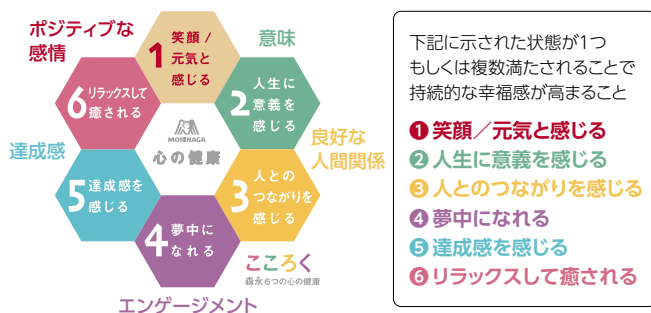 ポジティブな
感情
1 笑顔/
元気と
感じる
意味
2 人生に
意義を
感じる
良好な
人間関係
3 人との
つながりを
感じる
4 夢中に
なれる
エンゲージメント
5 達成感を
感じる
達成感
6 リラックスして
癒される
MORINAGA
心の健康
こころく
森永6つの心の健康
下記に示された状態が1つ
もしくは複数満たされることで
持続的な幸福感が高まること
❶ 笑顔/元気と感じる
❷ 人生に意義を感じる
❸ 人とのつながりを感じる
❹ 夢中になれる
❺ 達成感を感じる
❻ リラックスして癒される